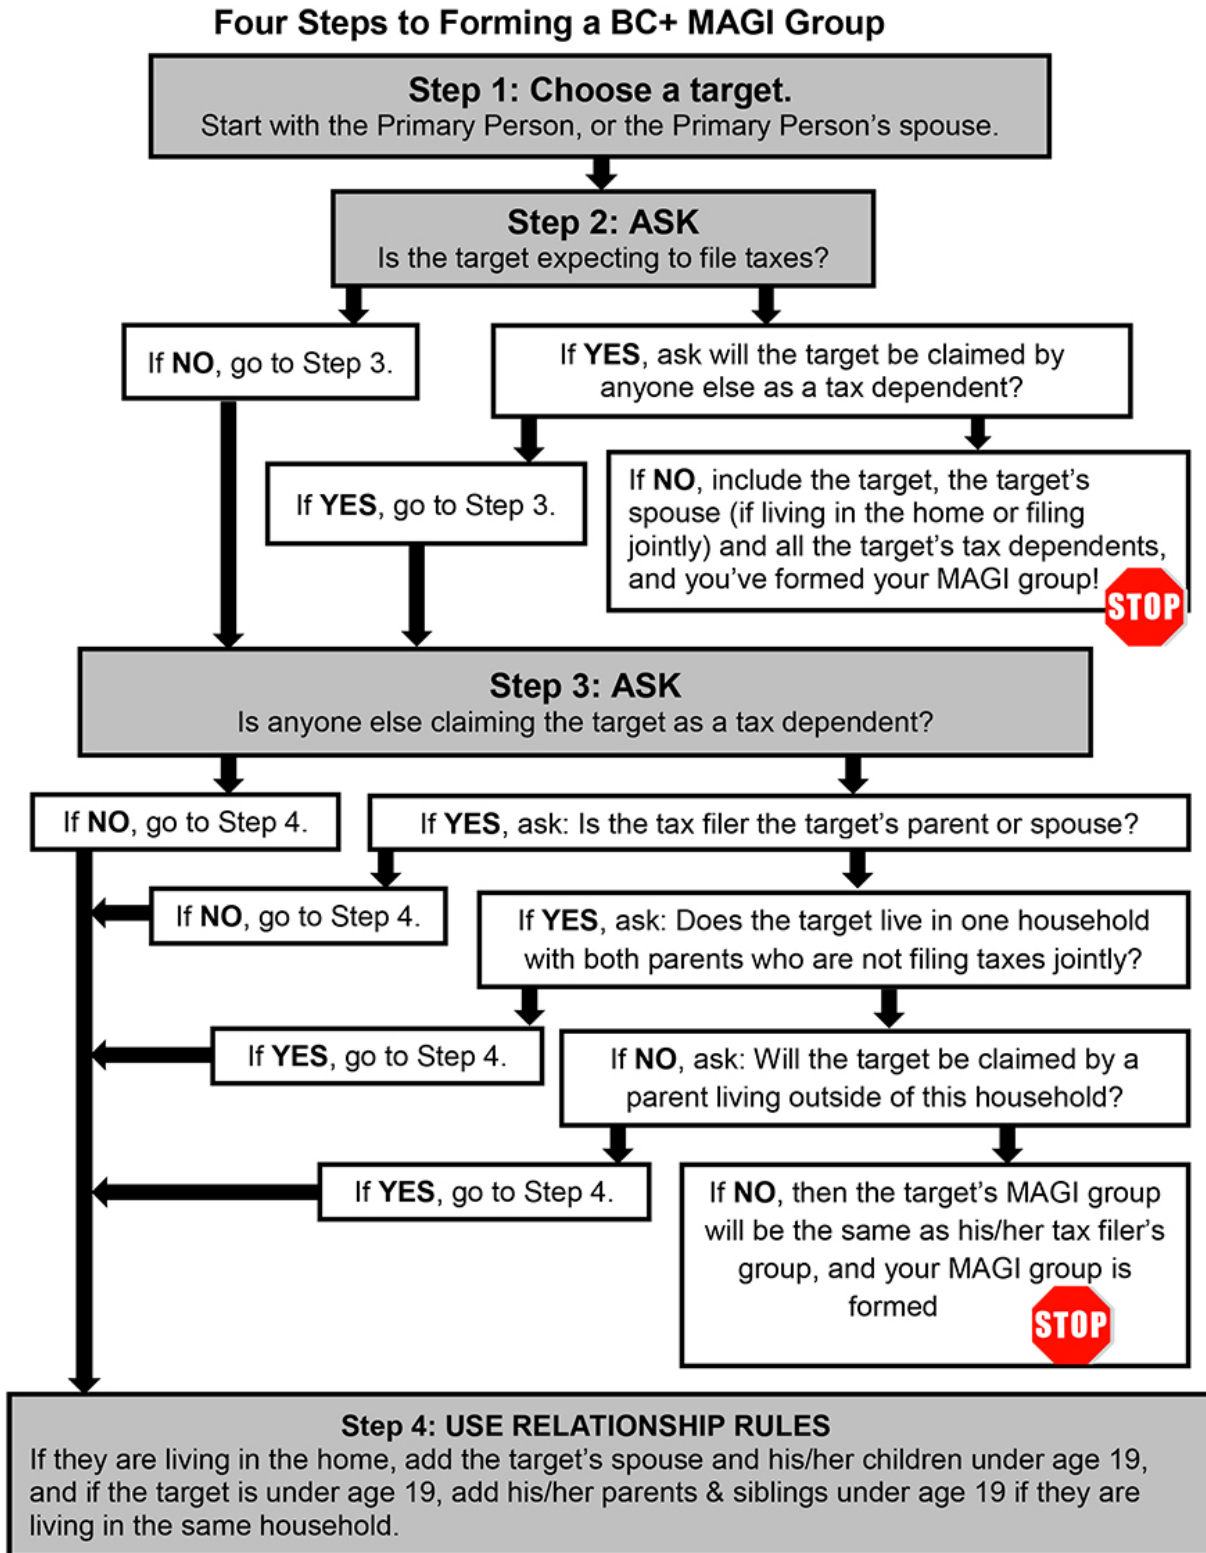 Four Steps to Forming a BC+ MAGI Group
Step 1: Choose a target.
Start with the Primary Person, or the Primary Person's spouse.
Step 2: ASK
Is the target expecting to file taxes?
If NO, go to Step 3.
If YES, ask will the target be claimed by
anyone else as a tax dependent?
If YES, go to Step 3.
If NO, include the target, the target's
spouse (if living in the home or filing
jointly) and all the target's tax dependents,
and you've formed your MAGI group!
STOP
Step 3: ASK
Is anyone else claiming the target as a tax dependent?
If NO, go to Step 4.
If YES, ask: Is the tax filer the target's parent or spouse?
If NO, go to Step 4.
If YES, ask: Does the target live in one household
with both parents who are not filing taxes jointly?
If YES, go to Step 4.
If NO, ask: Will the target be claimed by a
parent living outside of this household?
If YES, go to Step 4.
If NO, then the target's MAGI group
will be the same as his/her tax filer's
group, and your MAGI group is
formed
STOP
Step 4: USE RELATIONSHIP RULES
If they are living in the home, add the target's spouse and his/her children under age 19,
and if the target is under age 19, add his/her parents & siblings under age 19 if they are
living in the same household.